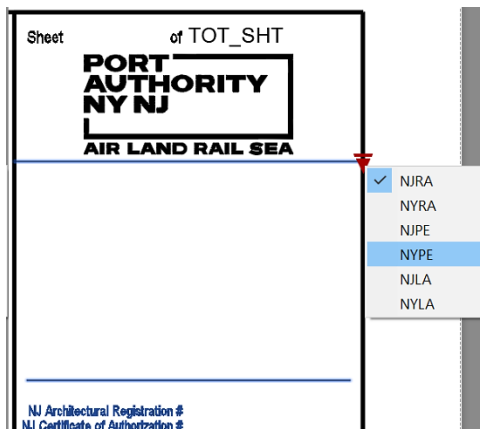 Sheet of TOT_SHT
PORT
AUTHORITY
NY NJ
AIR LAND RAIL SEA
NJRA
NYRA
NJPE
NYPE
NJLA
NYLA
NJ Architectural Registration #
NJ Certificate of Authorization #